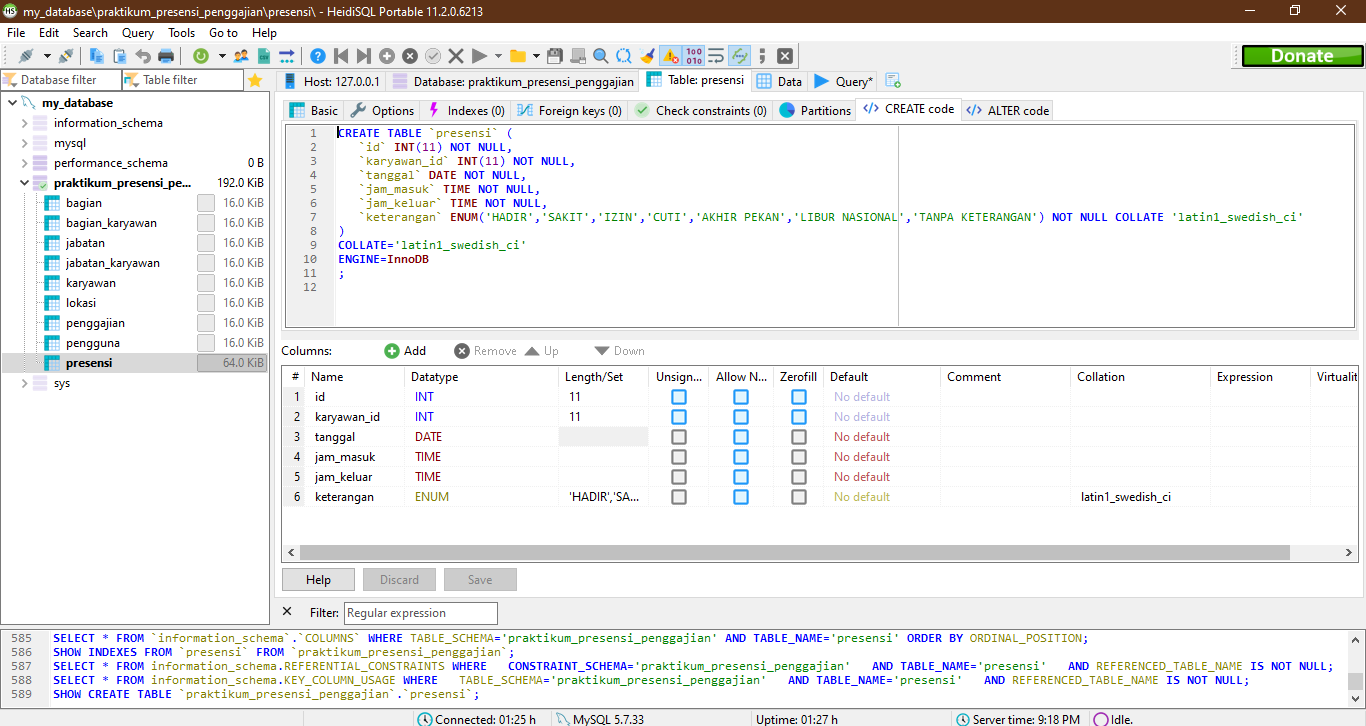 my_database\praktikum_presensi_penggajian\presensi\ - HeidiSQL Portable 11.2.0.6213
File Edit Search Query Tools Go to Help
Donate
Database filter Table filter
Host: 127.0.0.1 Database: praktikum_presensi_penggajian Table: presensi Data Query*
my_database
information_schema
mysql
performance_schema 0 B
praktikum_presensi_pe... 192.0 KiB
bagian 16.0 KiB
bagian_karyawan 16.0 KiB
jabatan 16.0 KiB
jabatan_karyawan 16.0 KiB
karyawan 16.0 KiB
lokasi 16.0 KiB
penggajian 16.0 KiB
pengguna 16.0 KiB
presensi 64.0 KiB
sys
Basic Options Indexes (0) Foreign keys (0) Check constraints (0) Partitions CREATE code ALTER code
1 CREATE TABLE `presensi` (
2 `id` INT(11) NOT NULL,
3 `karyawan_id` INT(11) NOT NULL,
4 `tanggal` DATE NOT NULL,
5 `jam_masuk` TIME NOT NULL,
6 `jam_keluar` TIME NOT NULL,
7 `keterangan` ENUM('HADIR','SAKIT','IZIN','CUTI','AKHIR PEKAN','LIBUR NASIONAL','TANPA KETERANGAN') NOT NULL COLLATE 'latin1_swedish_ci'
8 )
9 COLLATE='latin1_swedish_ci'
10 ENGINE=InnoDB
11 ;
12
Columns: Add Remove Up Down
# Name Datatype Length/Set Unsign... Allow N... Zerofill Default Comment Collation Expression Virtualit
1 id INT 11 No default
2 karyawan_id INT 11 No default
3 tanggal DATE No default
4 jam_masuk TIME No default
5 jam_keluar TIME No default
6 keterangan ENUM 'HADIR','SA... No default latin1_swedish_ci
Help Discard Save
Filter: Regular expression
585 SELECT * FROM `information_schema`.`COLUMNS` WHERE TABLE_SCHEMA='praktikum_presensi_penggajian' AND TABLE_NAME='presensi' ORDER BY ORDINAL_POSITION;
586 SHOW INDEXES FROM `presensi` FROM `praktikum_presensi_penggajian`;
587 SELECT * FROM information_schema.REFERENTIAL_CONSTRAINTS WHERE CONSTRAINT_SCHEMA='praktikum_presensi_penggajian' AND TABLE_NAME='presensi' AND REFERENCED_TABLE_NAME IS NOT NULL;
588 SELECT * FROM information_schema.KEY_COLUMN_USAGE WHERE TABLE_SCHEMA='praktikum_presensi_penggajian' AND TABLE_NAME='presensi' AND REFERENCED_TABLE_NAME IS NOT NULL;
589 SHOW CREATE TABLE `praktikum_presensi_penggajian`.`presensi`;
Connected: 01:25 h MySQL 5.7.33 Uptime: 01:27 h Server time: 9:18 PM Idle.